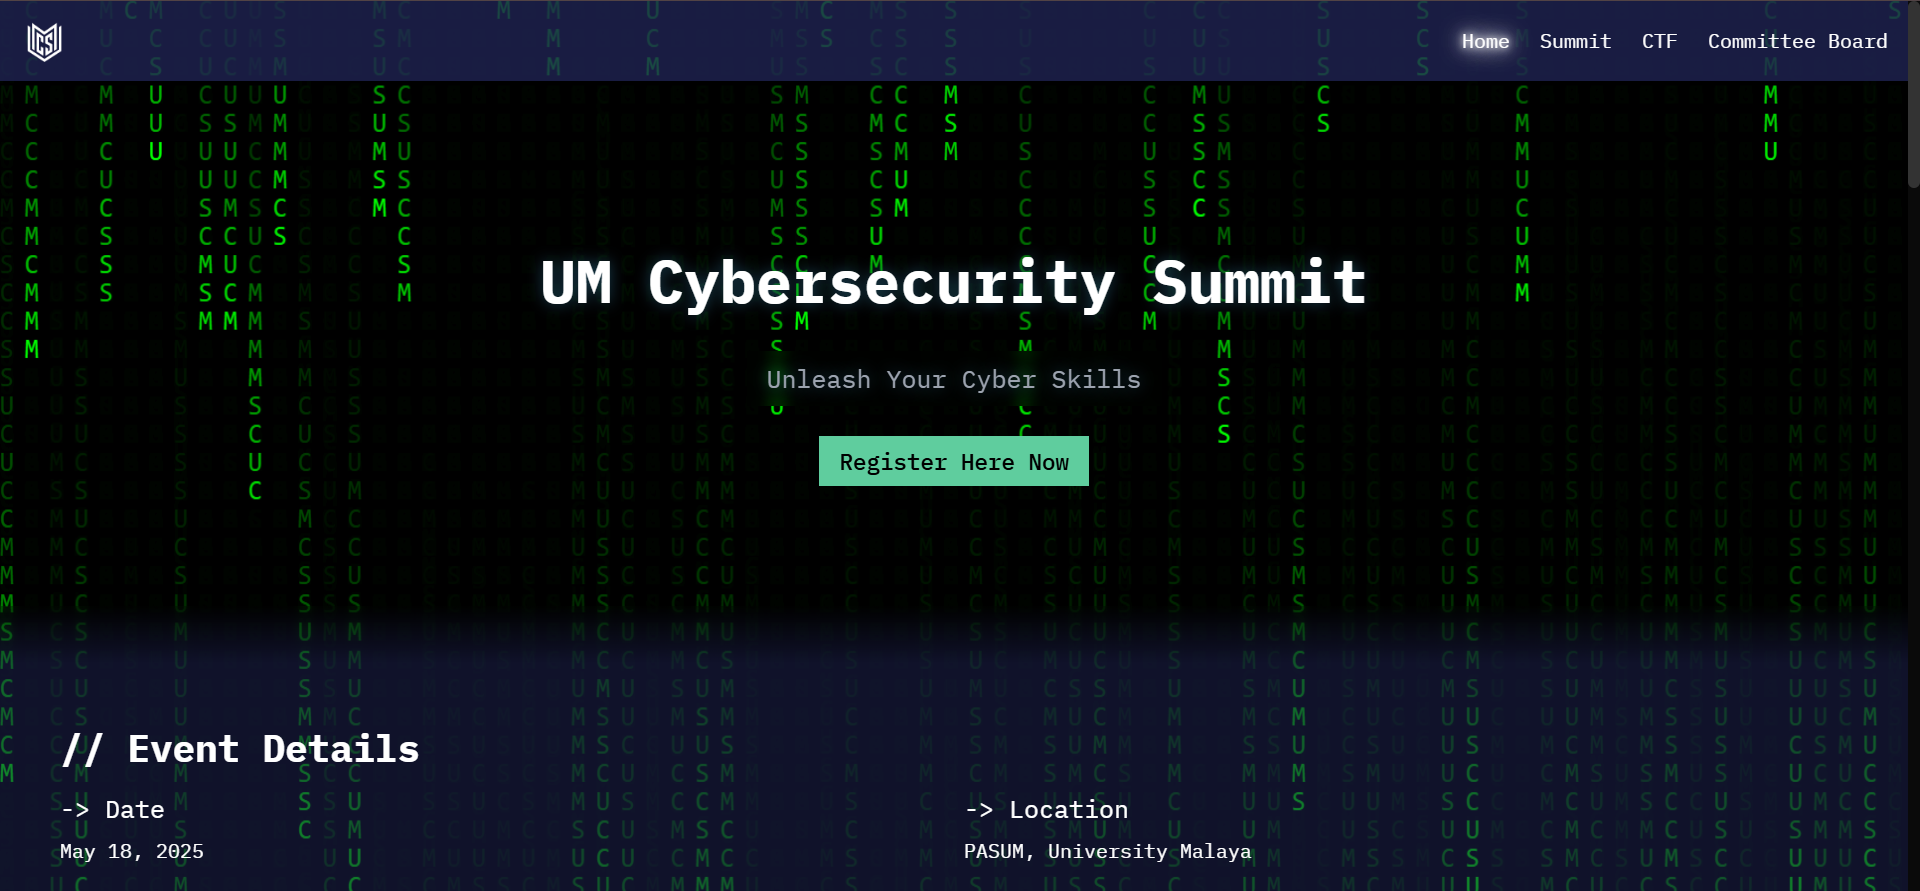 Home Summit CTF Committee Board
UM Cybersecurity Summit
Unleash Your Cyber Skills
Register Here Now
// Event Details
-> Date
May 18, 2025
-> Location
PASUM, University Malaya